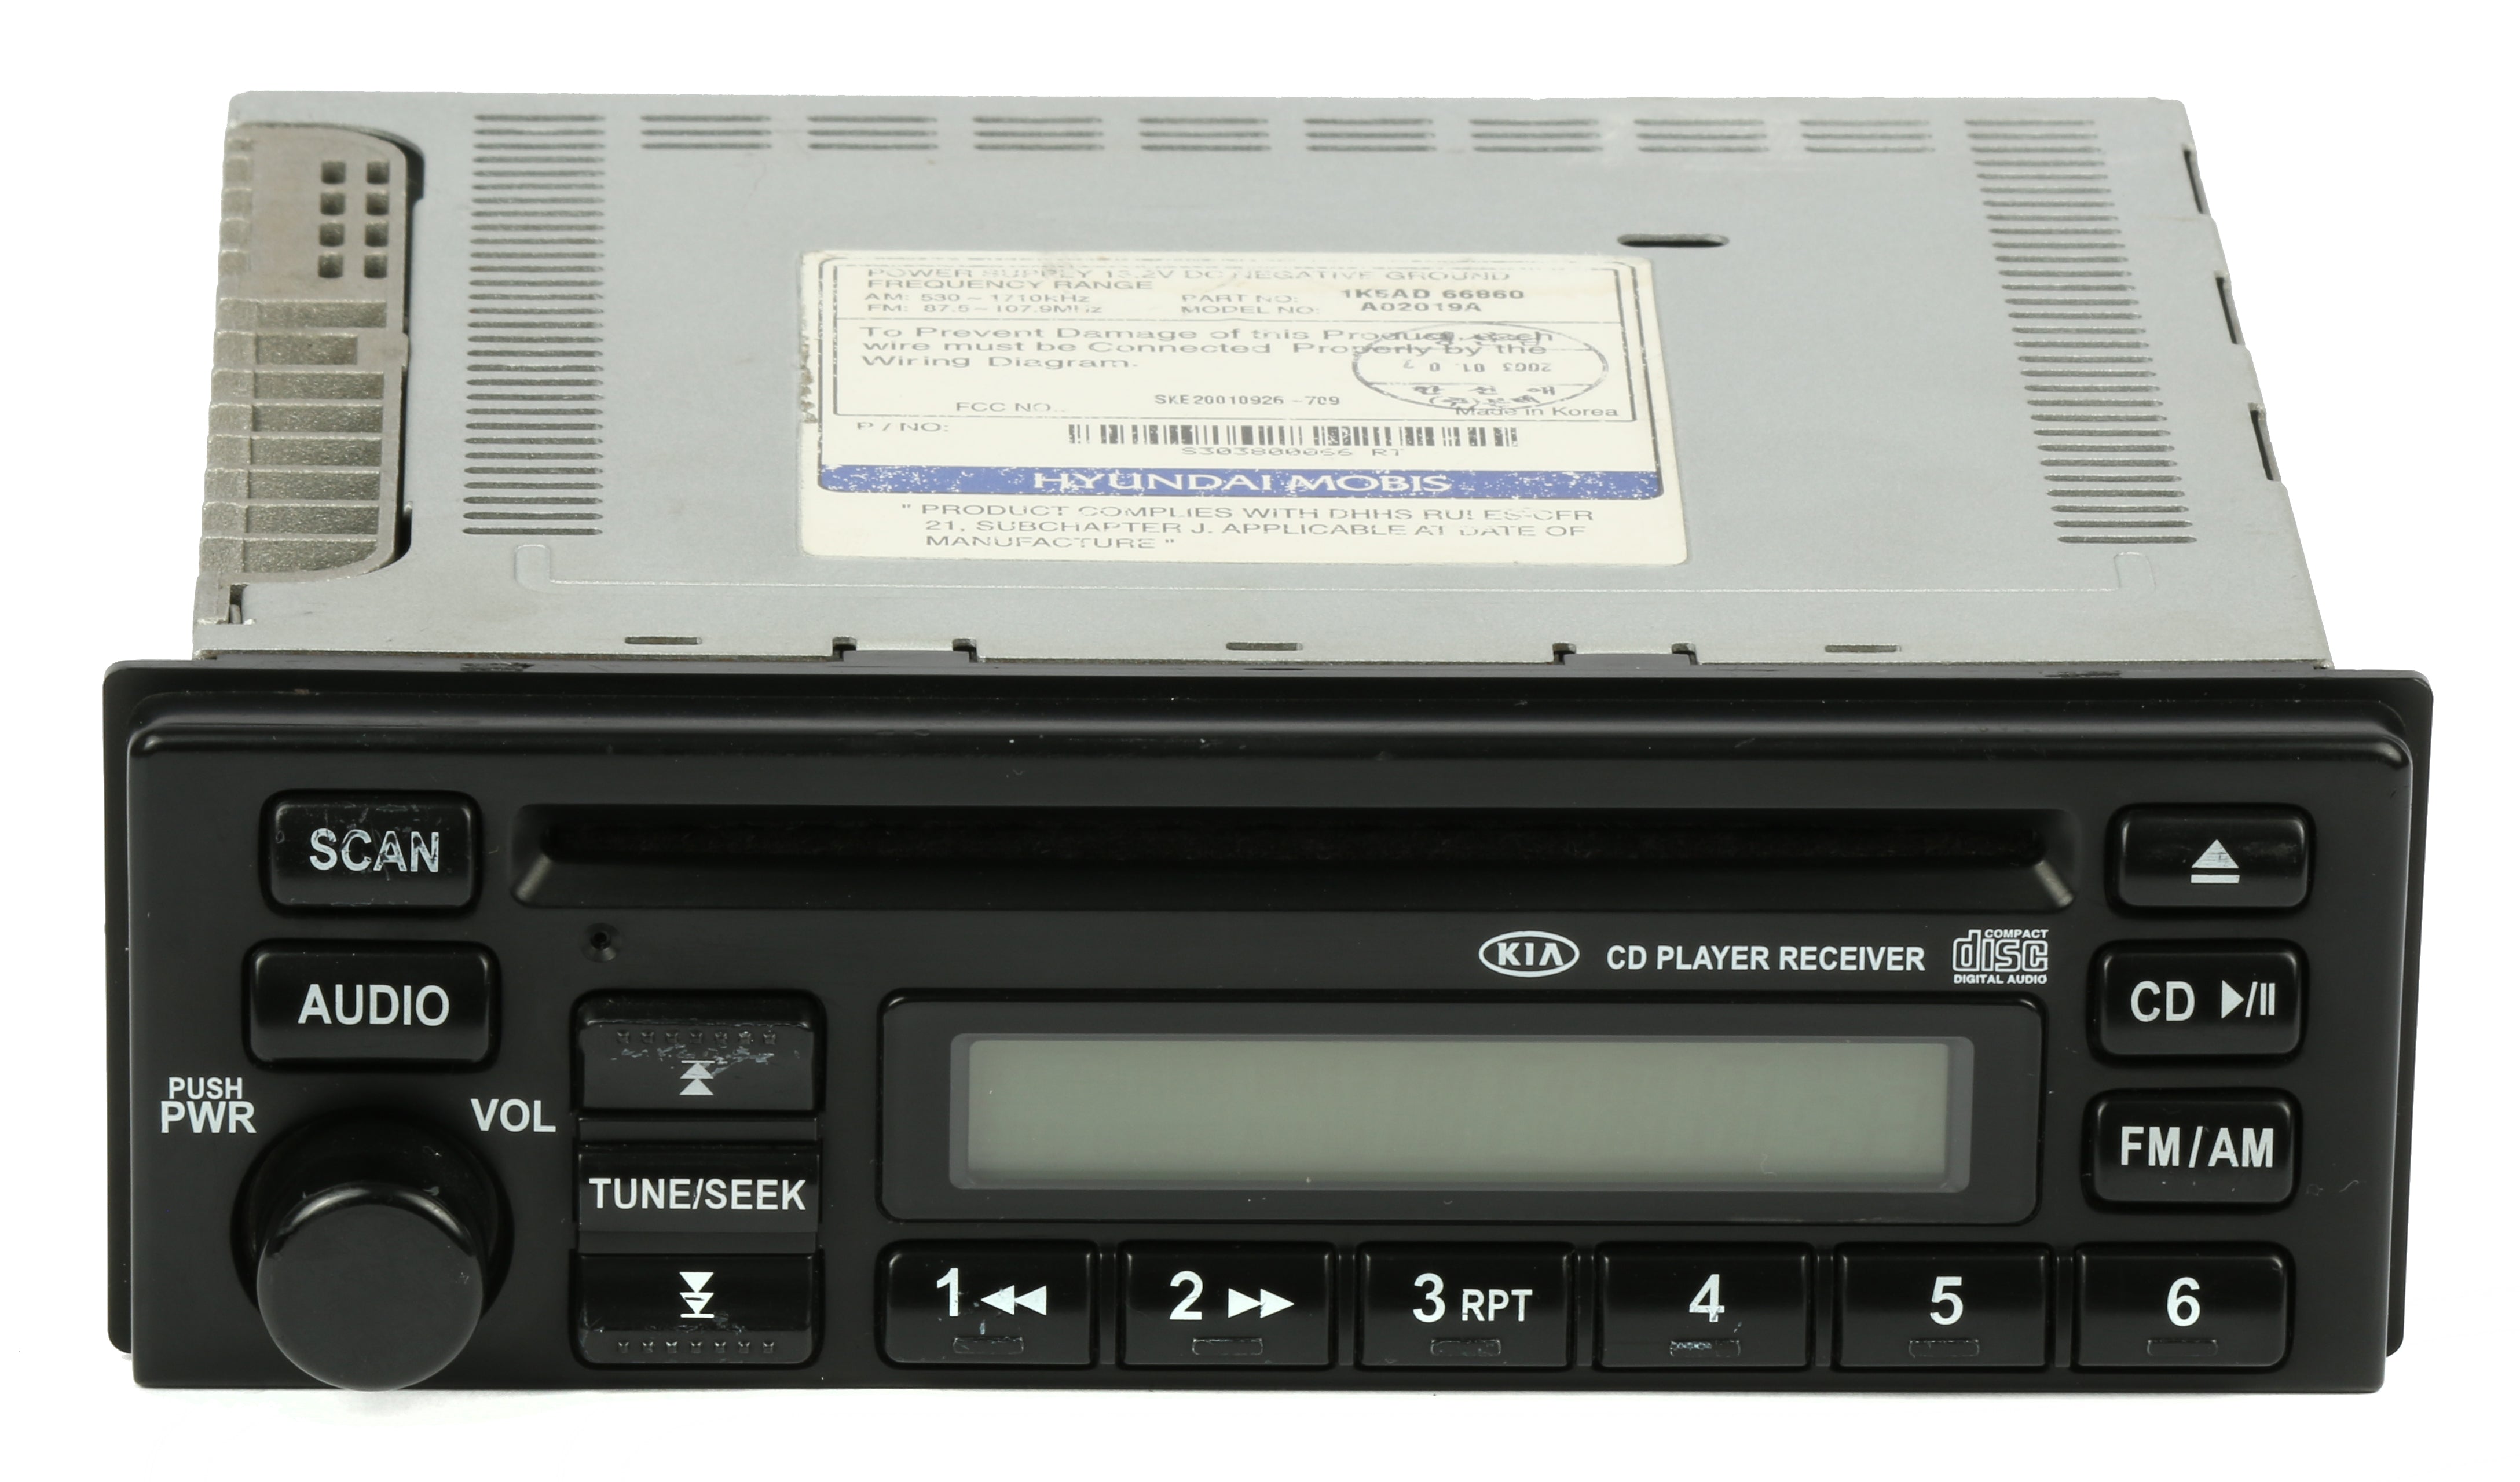 POWER SUPPLY 13.2V DC NEGATIVE GROUND
FREQUENCY RANGE
AM: 530~1710kHz PART NO: 1K5AD 66860
FM: 87.5~107.9MHz MODEL NO: A02019A
To Prevent Damage of this Product, each
wire must be Connected Properly by the
Wiring Diagram.
2003 01. 0 7
FCC NO.: SKE20010926-709
Made in Korea
P/NO:
S303800056 RT
HYUNDAI MOBIS
" PRODUCT COMPLIES WITH DHHS RULES-CFR
21, SUBCHAPTER J. APPLICABLE AT DATE OF
MANUFACTURE "
SCAN
KIA CD PLAYER RECEIVER COMPACT disc DIGITAL AUDIO
AUDIO
CD
PUSH
PWR
VOL
FM/AM
TUNE/SEEK
1 2 3 RPT 4 5 6